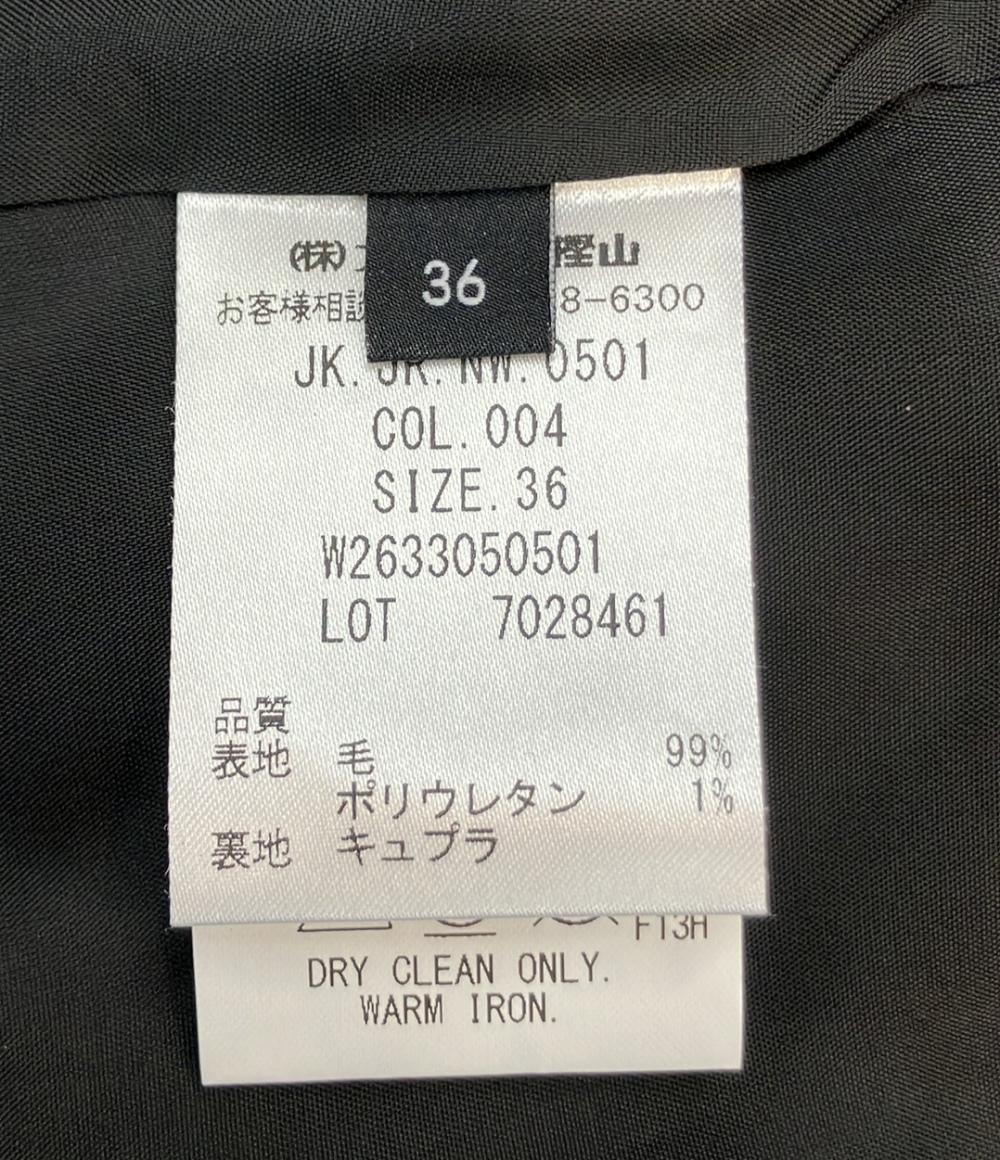 36
(株) 樫山
お客様相談 8-6300
JK. JK. NW. 0501
COL. 004
SIZE. 36
W2633050501
LOT 7028461
品質
表地 毛 99%
ポリウレタン 1%
裏地 キュプラ
F13H
DRY CLEAN ONLY.
WARM IRON.